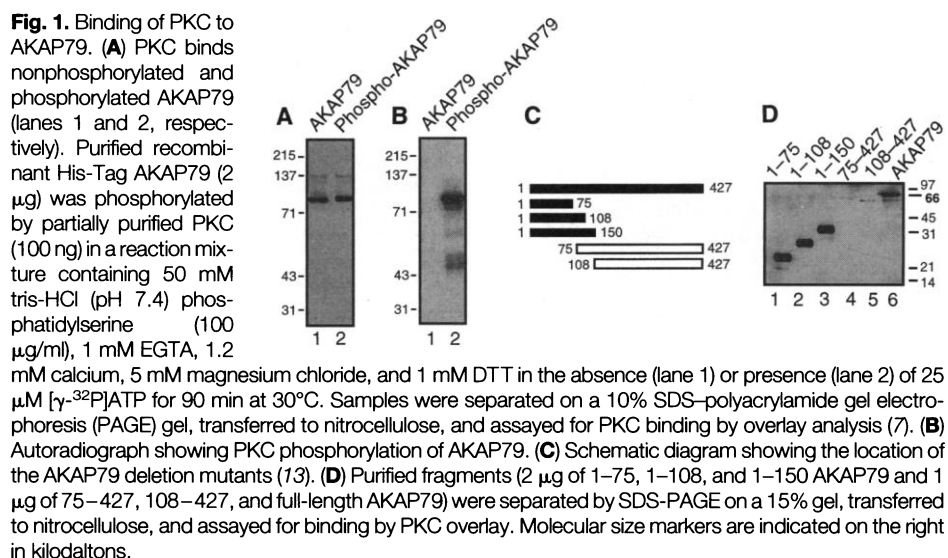 Fig. 1. Binding of PKC to
AKAP79. (A) PKC binds
nonphosphorylated and
phosphorylated AKAP79
(lanes 1 and 2, respec-
tively). Purified recombi-
nant His-Tag AKAP79 (2
μg) was phosphorylated
by partially purified PKC
(100 ng) in a reaction mix-
ture containing 50 mM
tris-HCl (pH 7.4) phos-
phatidylserine (100
μg/ml), 1 mM EGTA, 1.2
mM calcium, 5 mM magnesium chloride, and 1 mM DTT in the absence (lane 1) or presence (lane 2) of 25
μM [γ-³²P]ATP for 90 min at 30°C. Samples were separated on a 10% SDS–polyacrylamide gel electro-
phoresis (PAGE) gel, transferred to nitrocellulose, and assayed for PKC binding by overlay analysis (7). (B)
Autoradiograph showing PKC phosphorylation of AKAP79. (C) Schematic diagram showing the location of
the AKAP79 deletion mutants (13). (D) Purified fragments (2 μg of 1–75, 1–108, and 1–150 AKAP79 and 1
μg of 75–427, 108–427, and full-length AKAP79) were separated by SDS-PAGE on a 15% gel, transferred
to nitrocellulose, and assayed for binding by PKC overlay. Molecular size markers are indicated on the right
in kilodaltons.
A
AKAP79
Phospho-AKAP79
215
137
71
43
31
1 2
B
AKAP79
Phospho-AKAP79
215
137
71
43
31
1 2
C
1 427
1 75
1 108
1 150
75 427
108 427
D
1–75
1–108
1–150
75–427
108–427
AKAP79
97
66
45
31
21
14
1 2 3 4 5 6